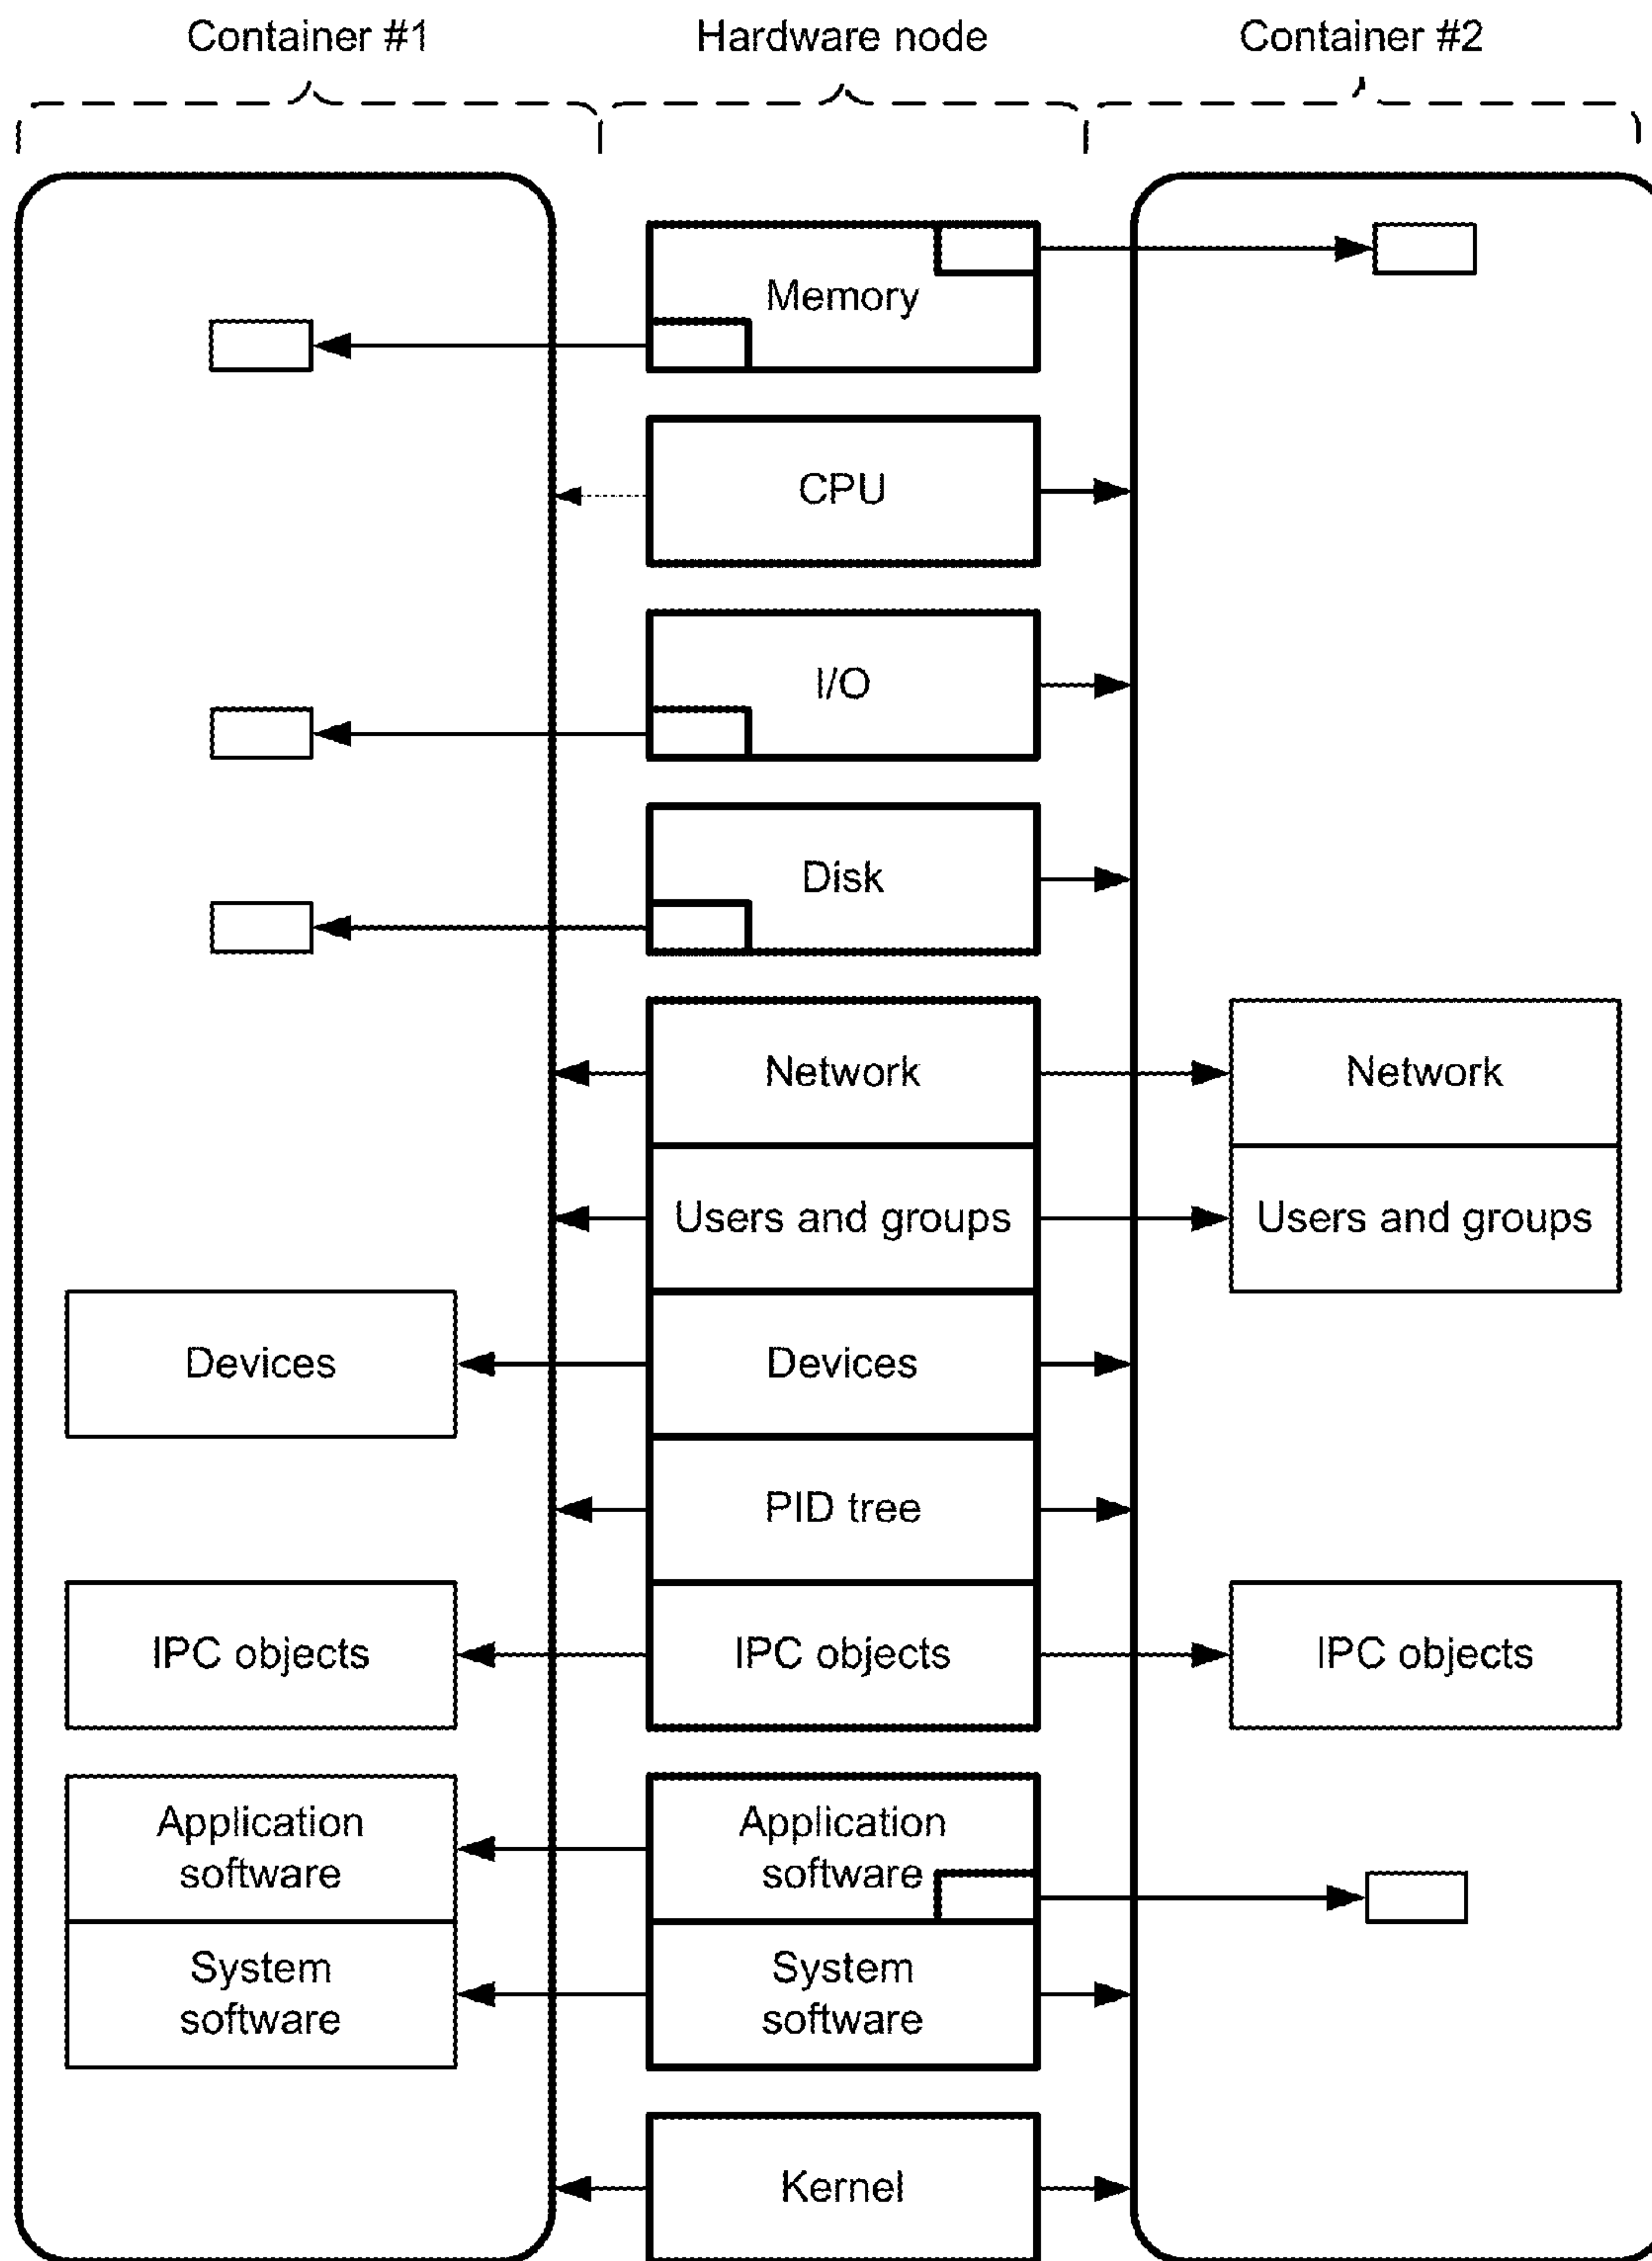 Container #1
Hardware node
Container #2
Memory
CPU
I/O
Disk
Network
Network
Users and groups
Users and groups
Devices
Devices
PID tree
IPC objects
IPC objects
IPC objects
Application
software
Application
software
System
software
System
software
Kernel